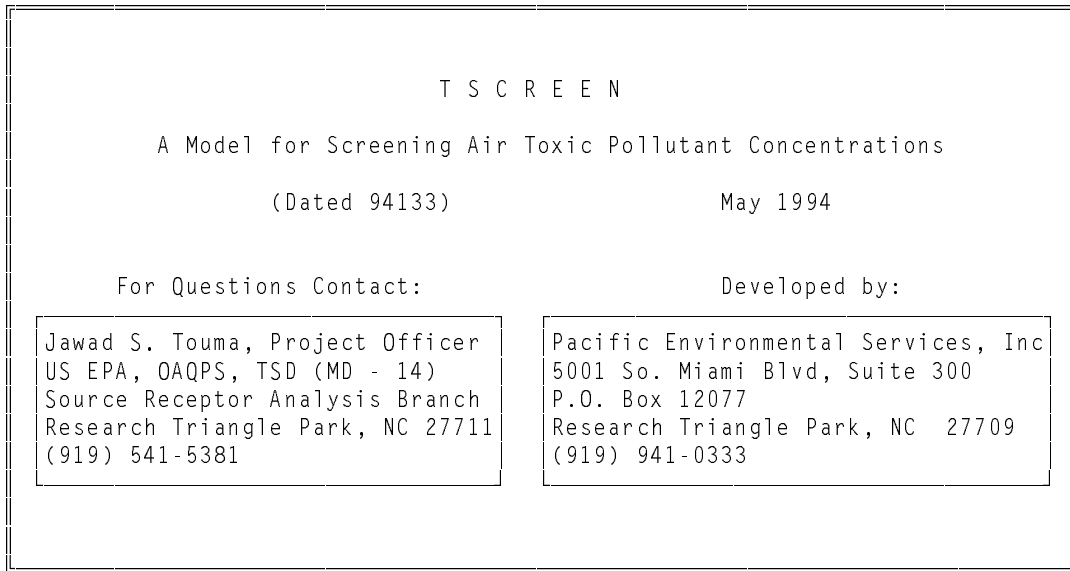 T S C R E E N
A Model for Screening Air Toxic Pollutant Concentrations
(Dated 94133) May 1994
For Questions Contact: Developed by:
Jawad S. Touma, Project Officer
US EPA, OAQPS, TSD (MD - 14)
Source Receptor Analysis Branch
Research Triangle Park, NC 27711
(919) 541-5381
Pacific Environmental Services, Inc
5001 So. Miami Blvd, Suite 300
P.O. Box 12077
Research Triangle Park, NC 27709
(919) 941-0333